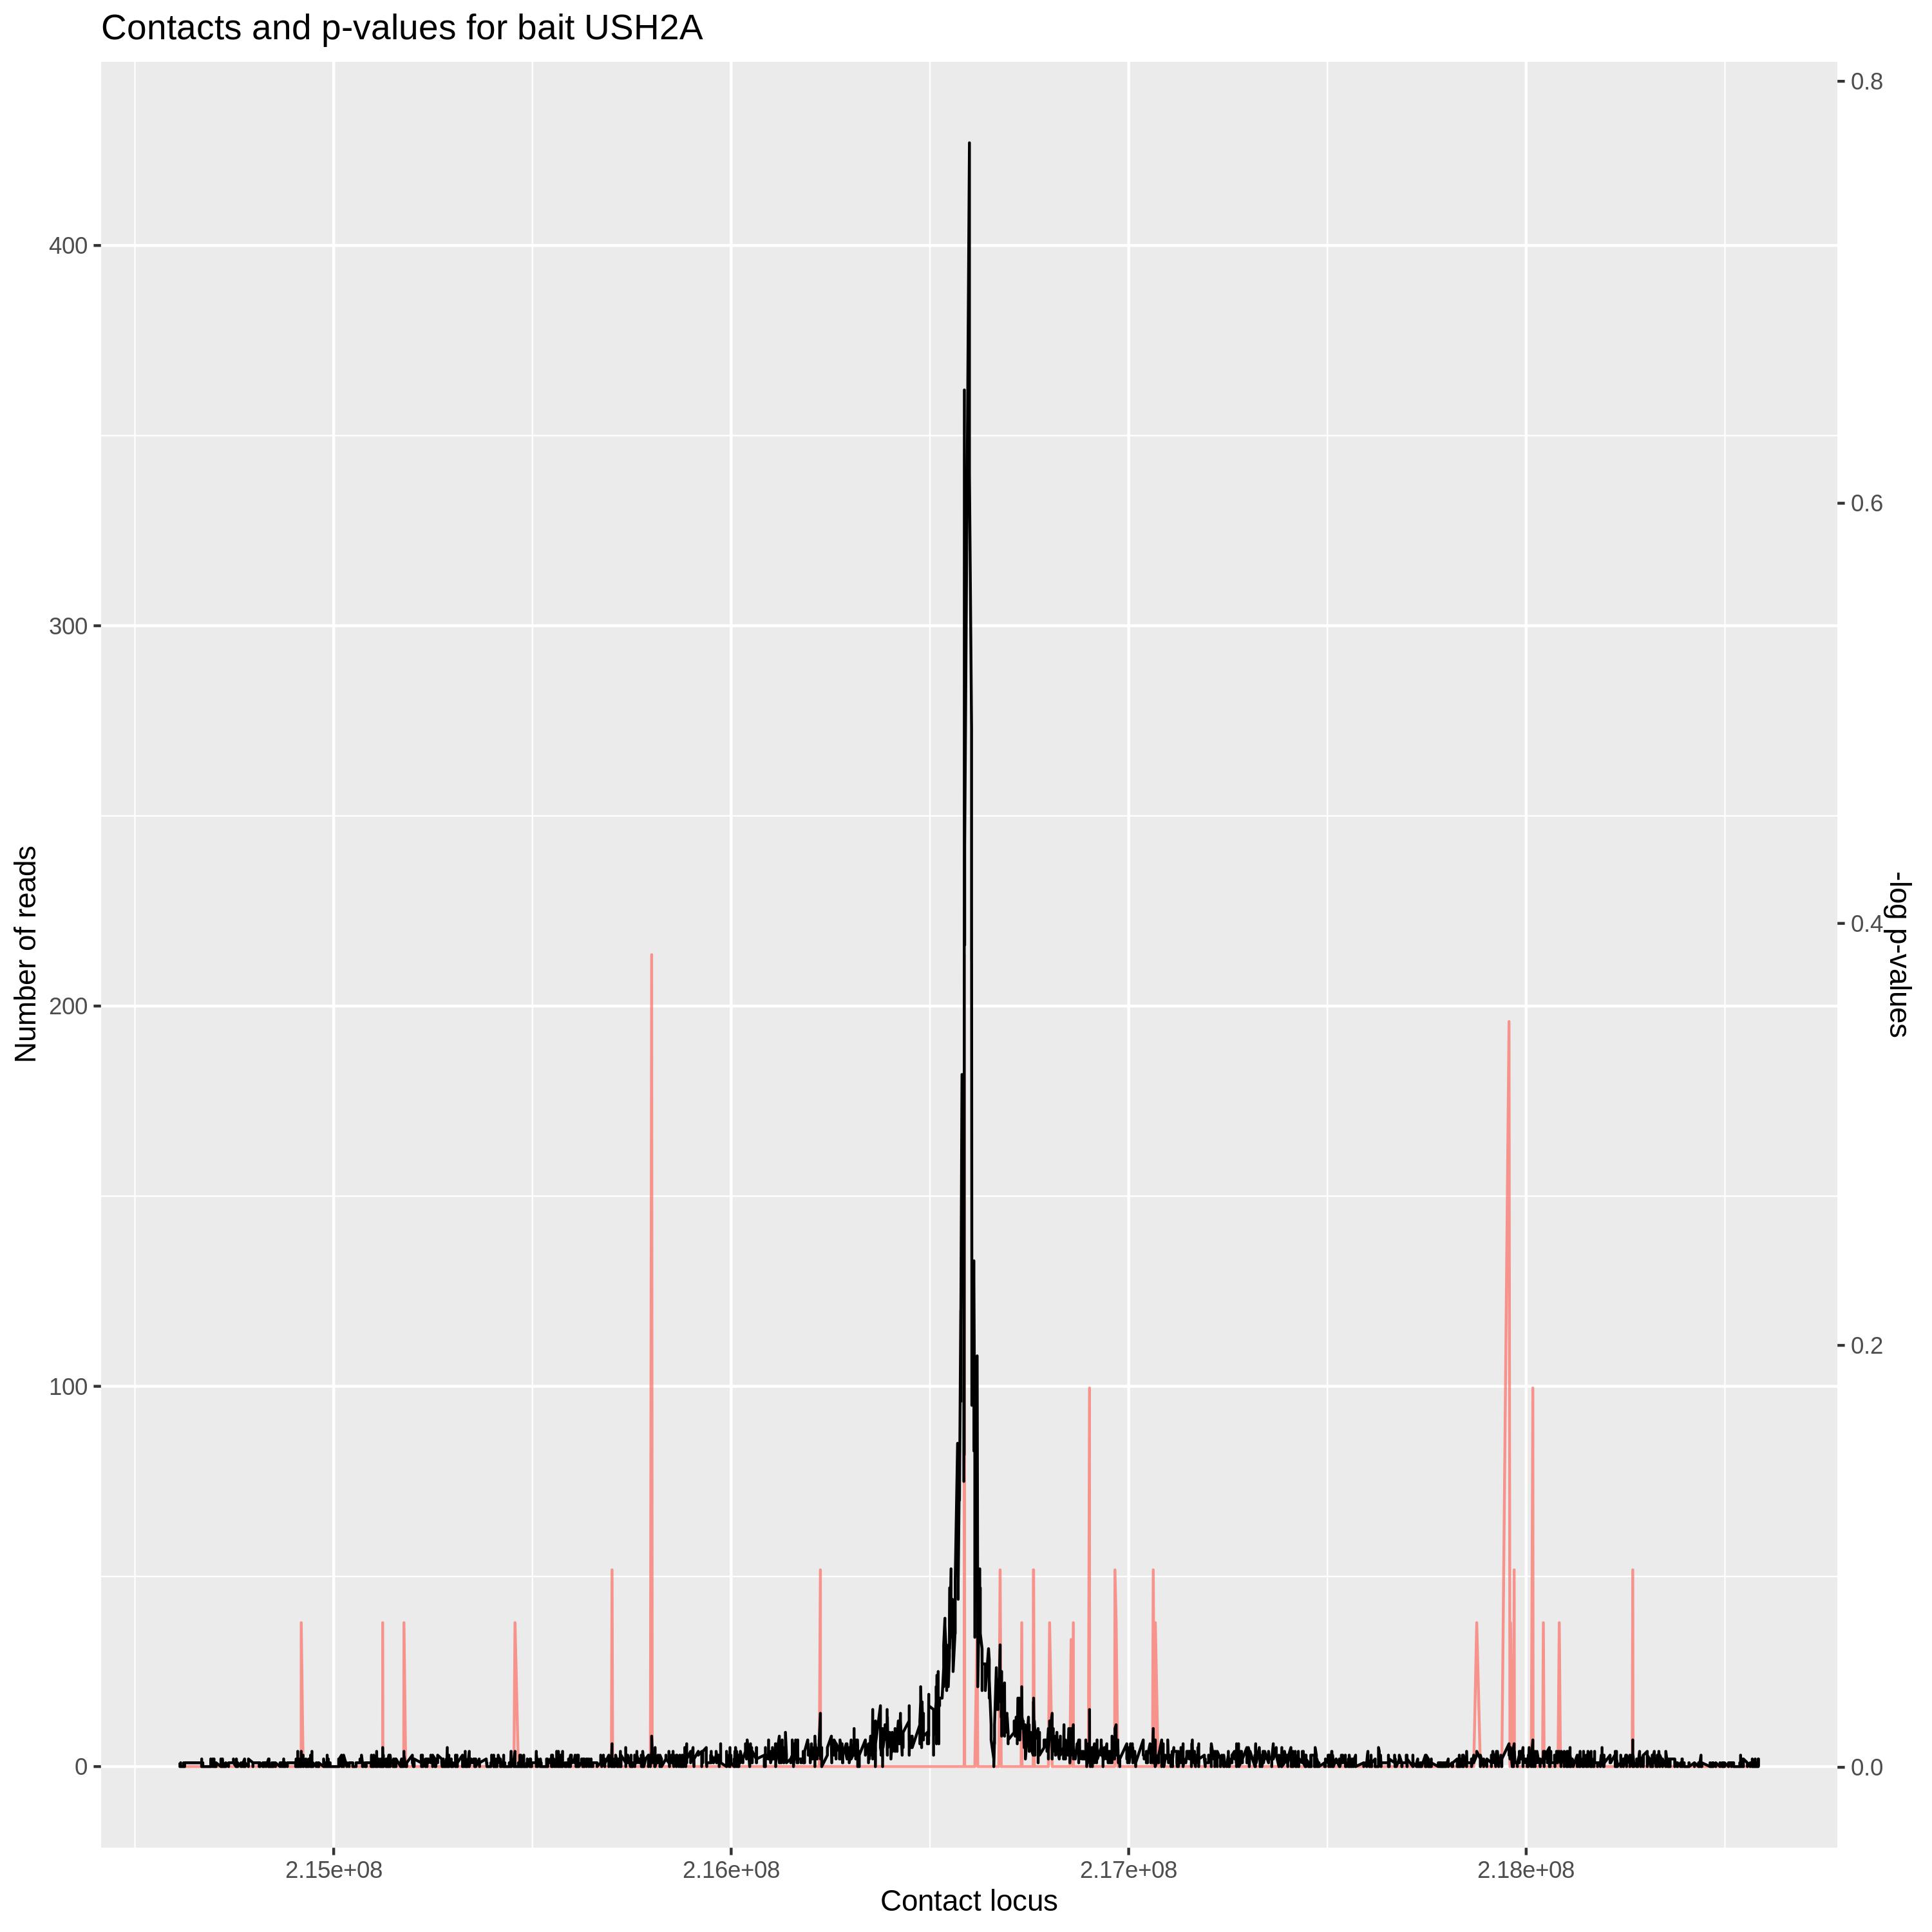 Contacts and p-values for bait USH2A
400
300
200
100
0
Number of reads
0.8
0.6
0.4
0.2
0.0
-log p-values
2.15e+08
2.16e+08
2.17e+08
2.18e+08
Contact locus